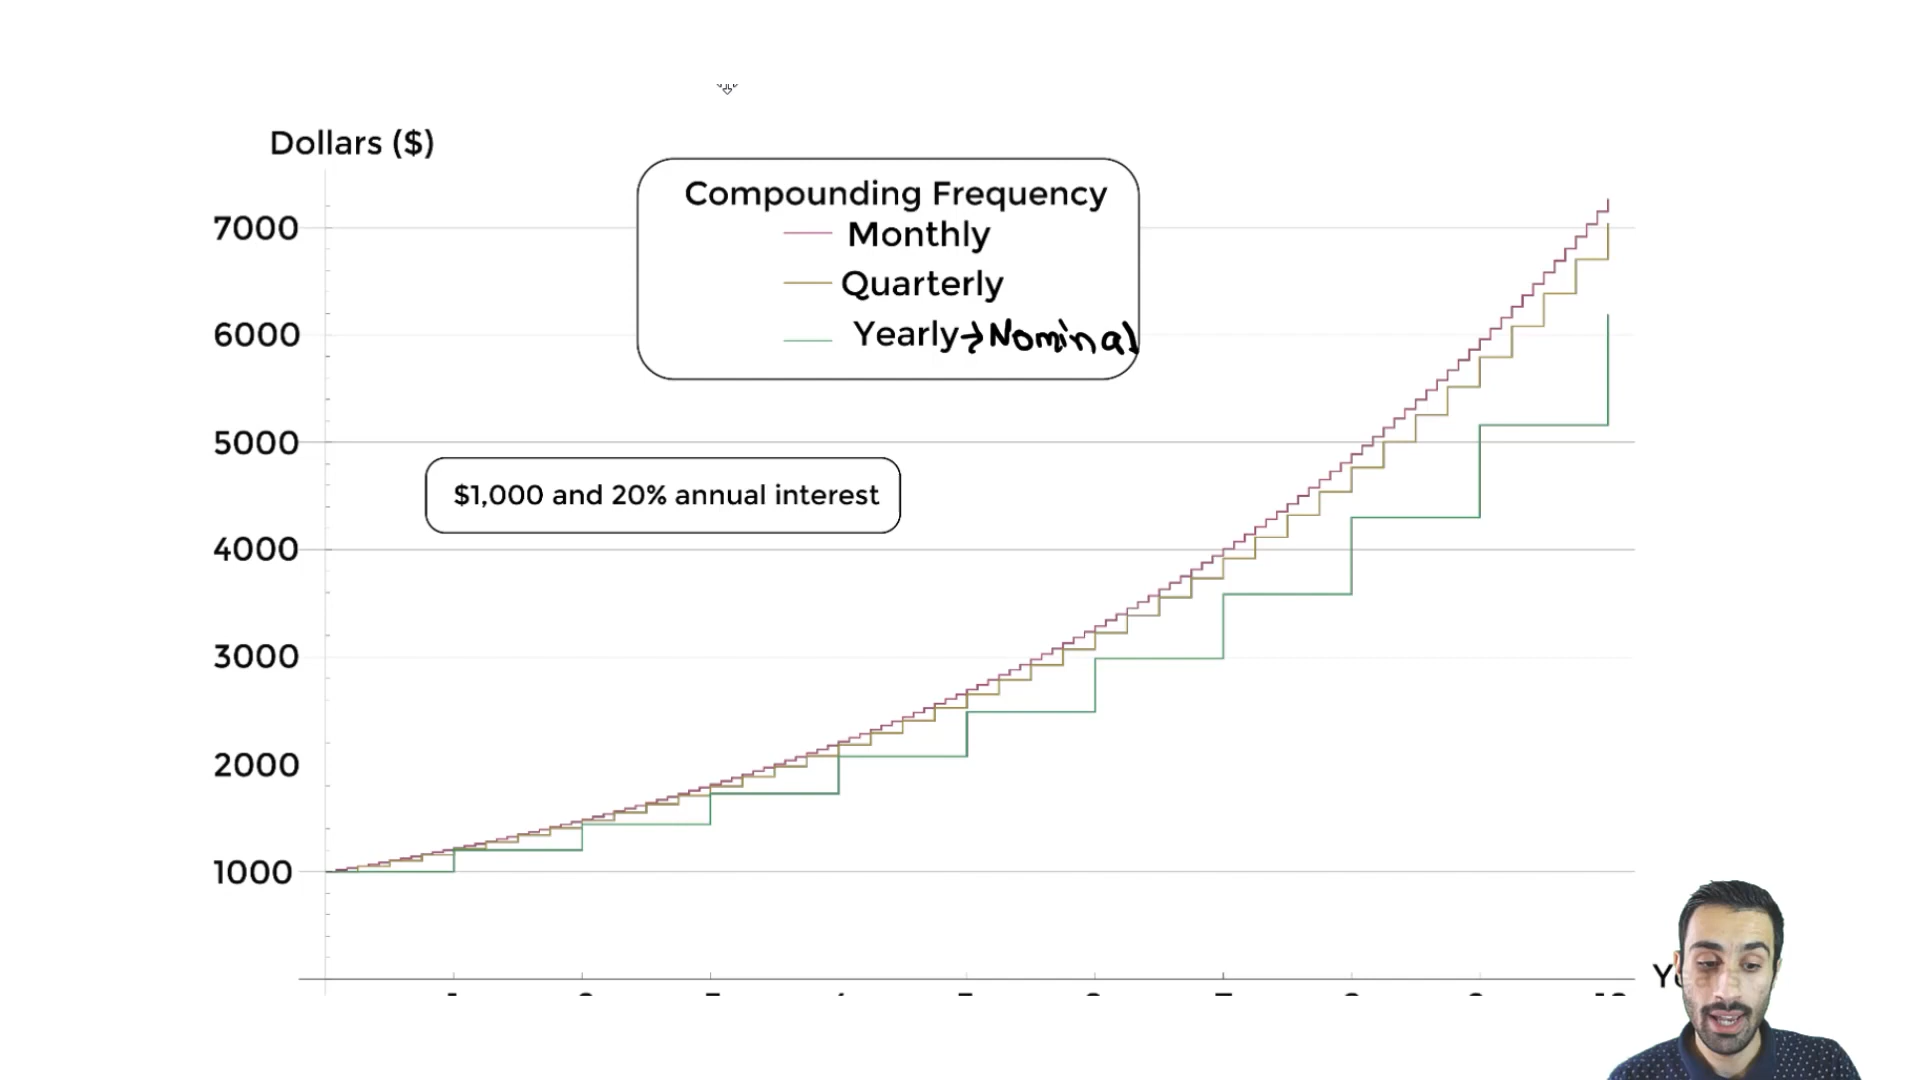 Dollars ($)
Compounding Frequency
Monthly
Quarterly
Yearly→Nominal
$1,000 and 20% annual interest
7000
6000
5000
4000
3000
2000
1000